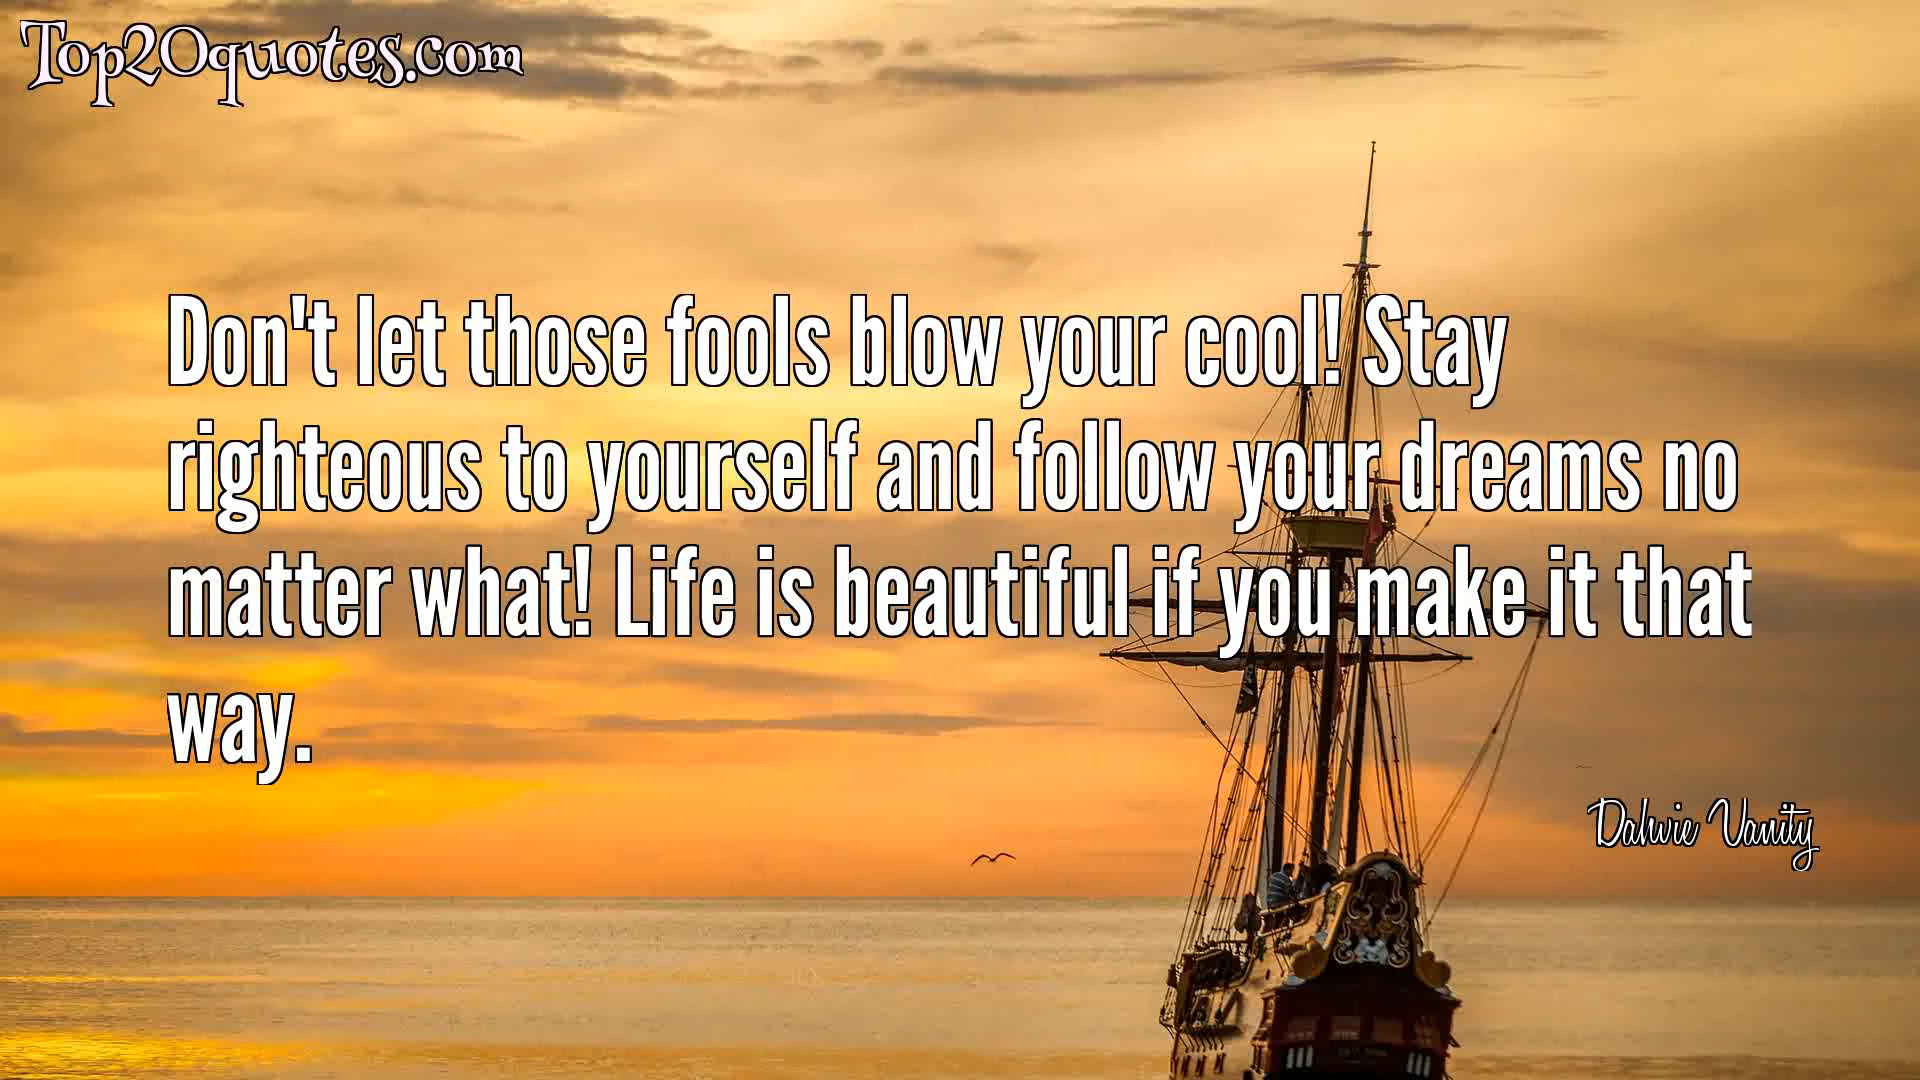 Top20quotes.com
Don't let those fools blow your cool! Stay
righteous to yourself and follow your dreams no
matter what! Life is beautiful if you make it that
way.
Dahvie Vanity